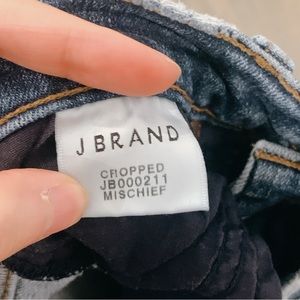 J BRAND
CROPPED
JB000211
MISCHIEF